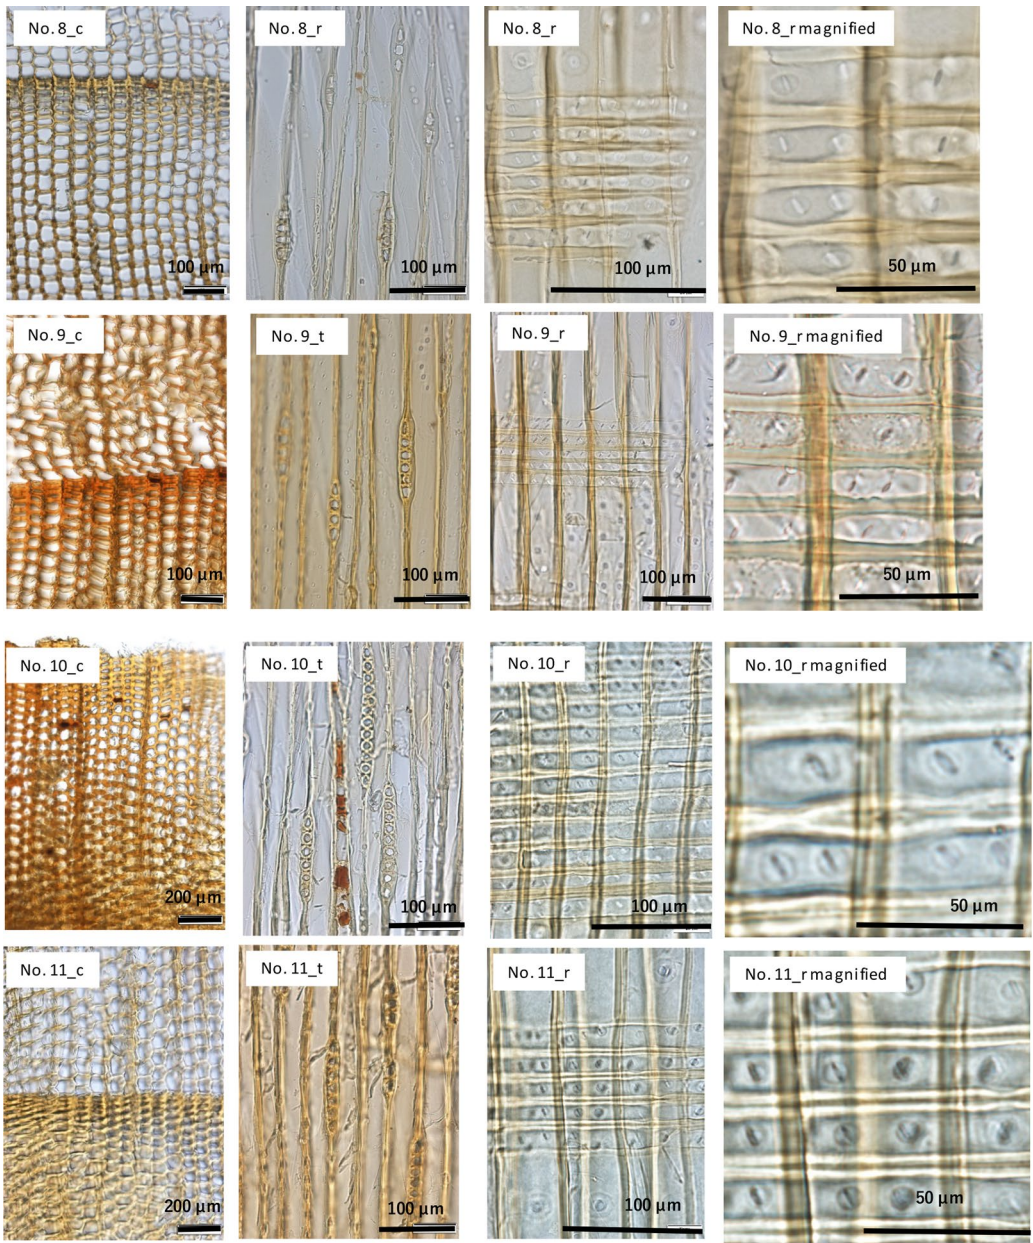 No. 8_c
No. 8_r
No. 8_r
No. 8_r magnified
100 μm
100 μm
100 μm
50 μm
No. 9_c
No. 9_t
No. 9_r
No. 9_r magnified
100 μm
100 μm
100 μm
50 μm
No. 10_c
No. 10_t
No. 10_r
No. 10_r magnified
200 μm
100 μm
100 μm
50 μm
No. 11_c
No. 11_t
No. 11_r
No. 11_r magnified
200 μm
100 μm
100 μm
50 μm